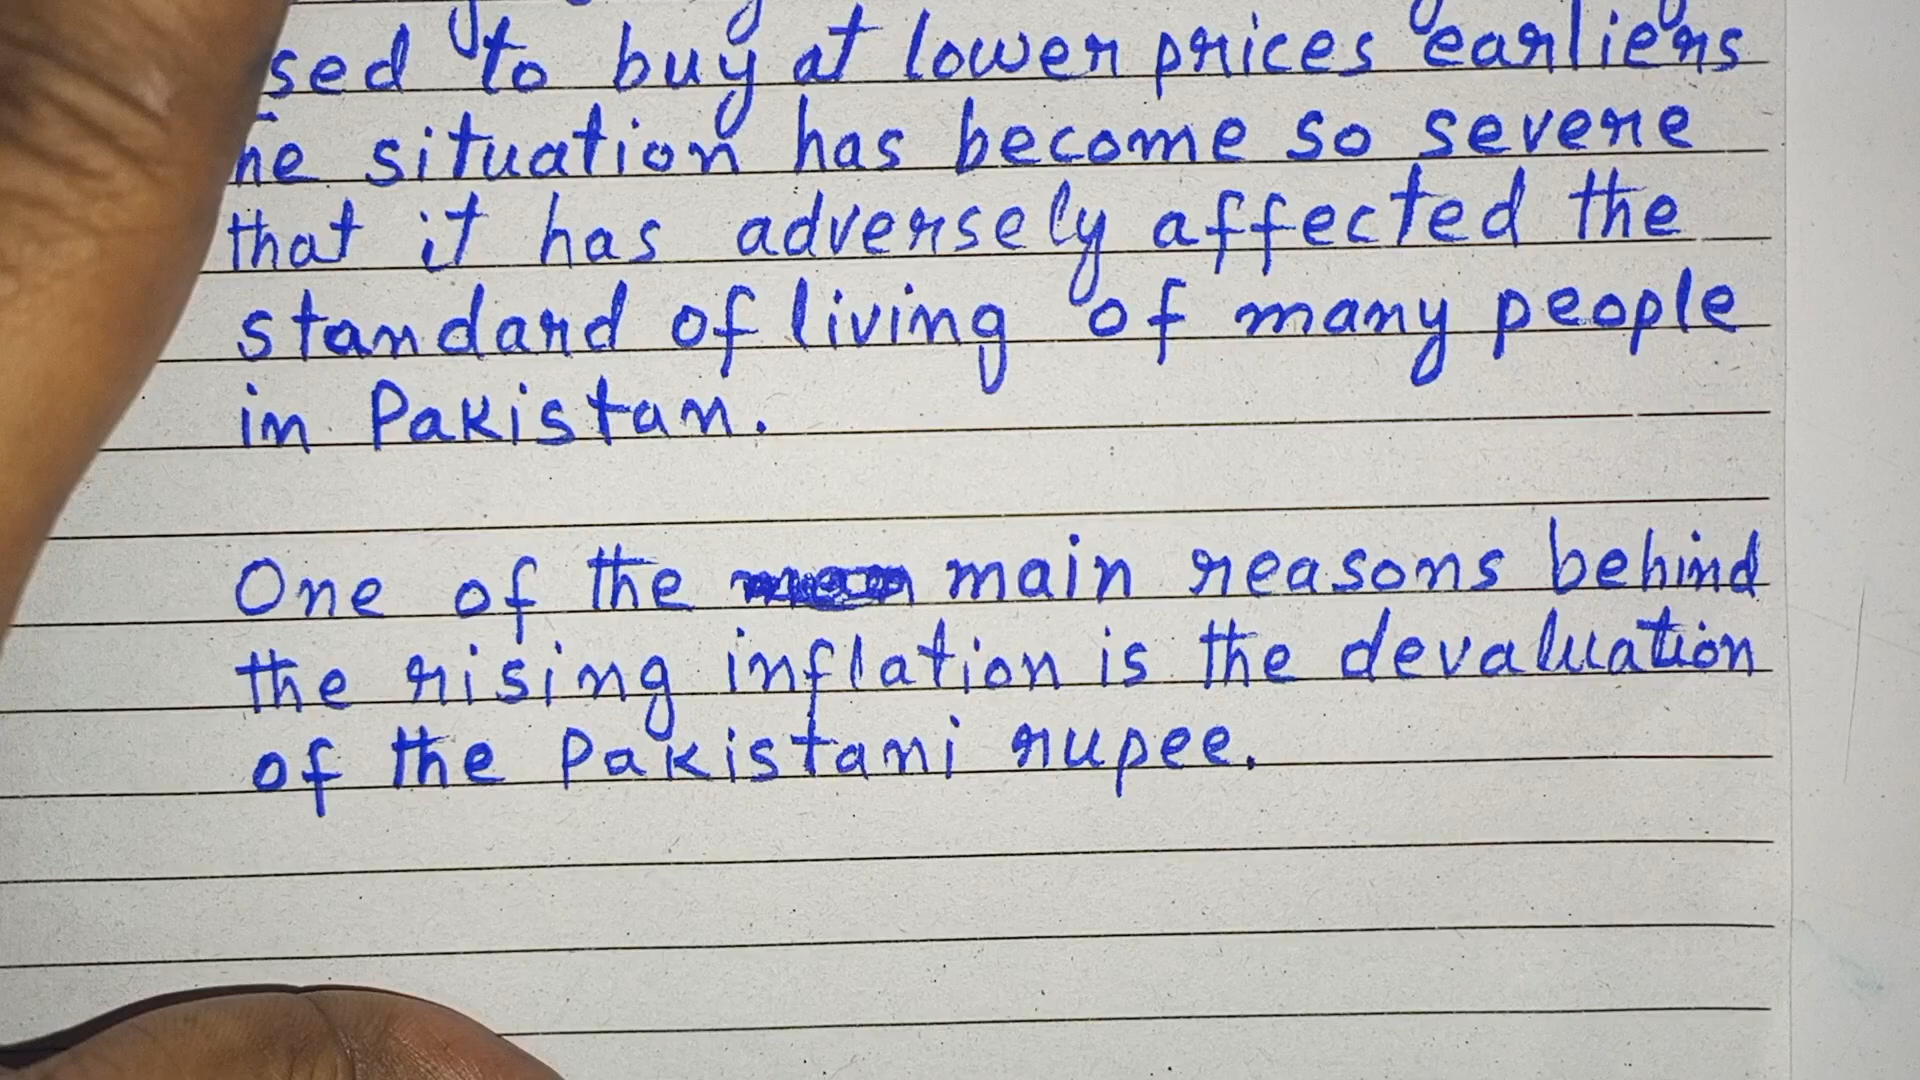 sed to buy at lower prices earliers
he situation has become so severe
that it has adversely affected the
standard of living of many people
in Pakistan.
One of the main reasons behind
the rising inflation is the devaluation
of the Pakistani rupee.